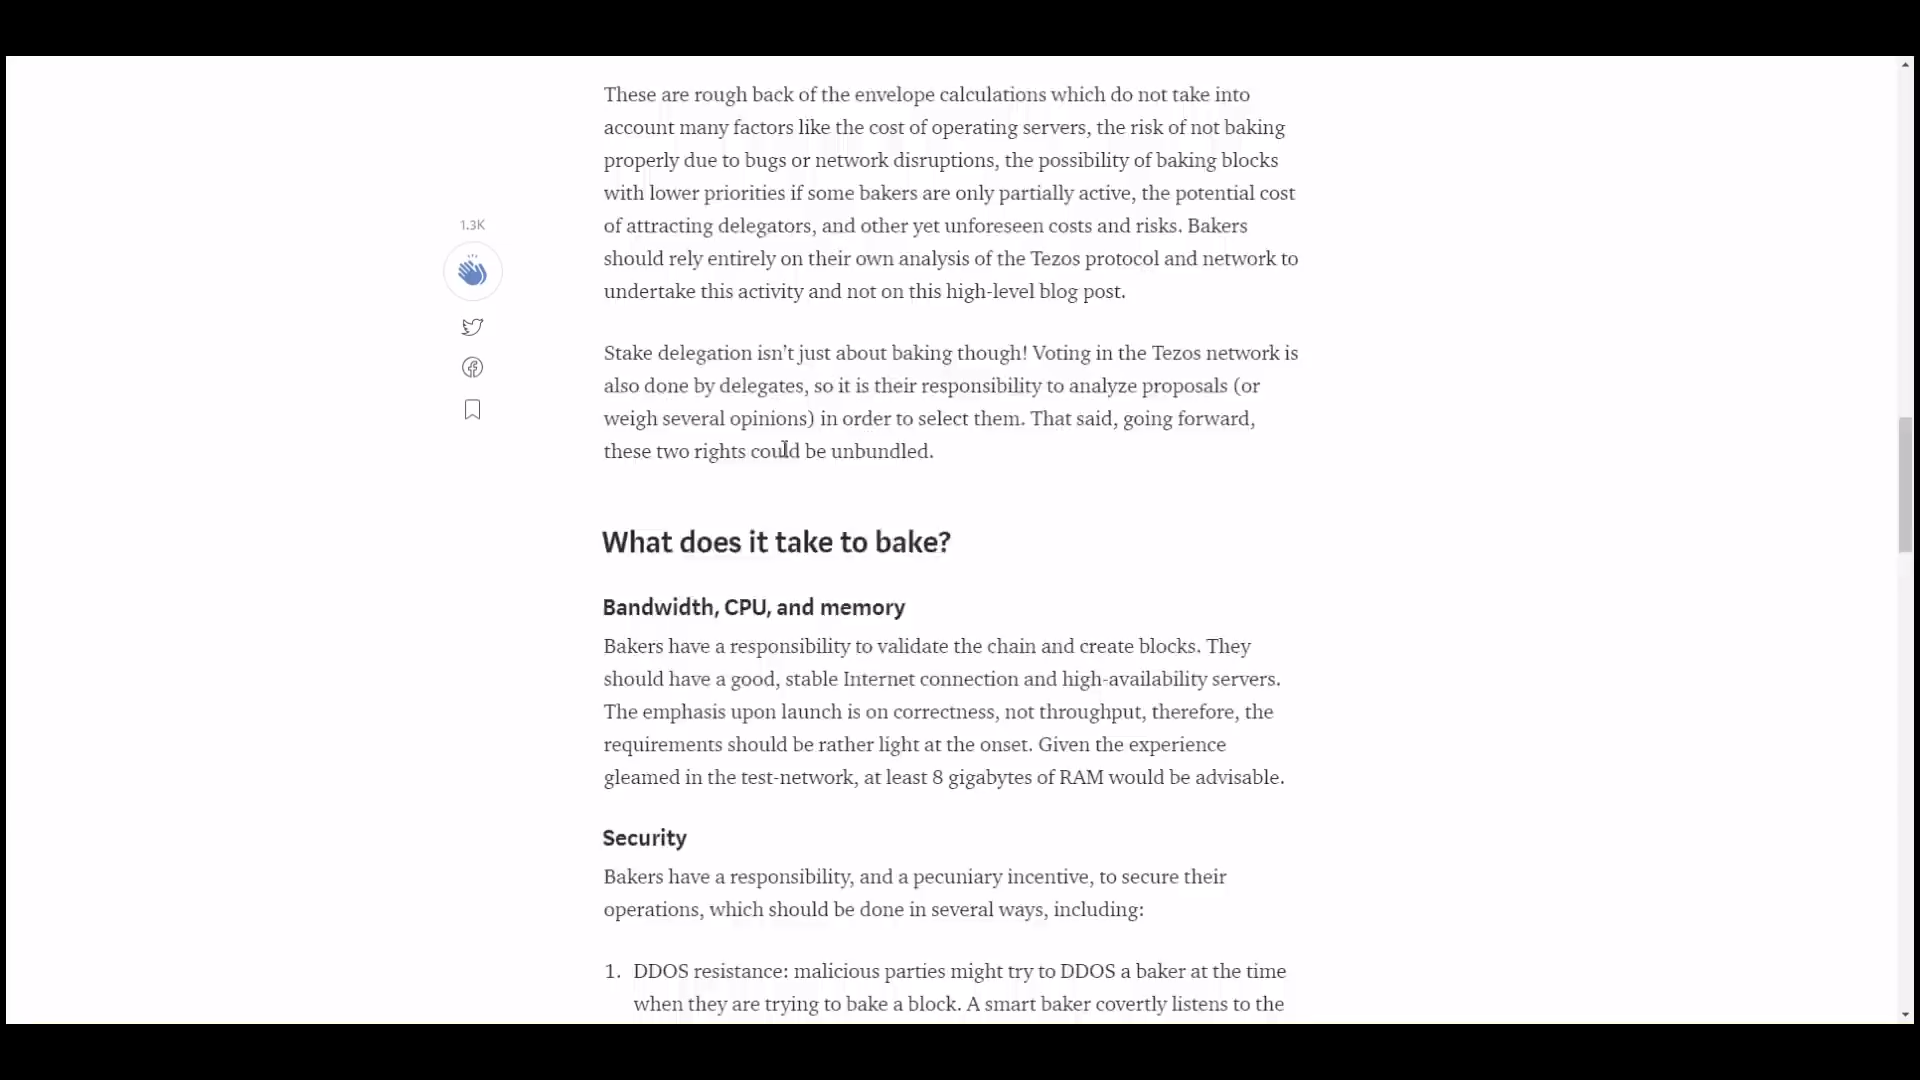 These are rough back of the envelope calculations which do not take into
account many factors like the cost of operating servers, the risk of not baking
properly due to bugs or network disruptions, the possibility of baking blocks
with lower priorities if some bakers are only partially active, the potential cost
of attracting delegators, and other yet unforeseen costs and risks. Bakers
should rely entirely on their own analysis of the Tezos protocol and network to
undertake this activity and not on this high-level blog post.
1.3K
Stake delegation isn't just about baking though! Voting in the Tezos network is
also done by delegates, so it is their responsibility to analyze proposals (or
weigh several opinions) in order to select them. That said, going forward,
these two rights could be unbundled.
What does it take to bake?
Bandwidth, CPU, and memory
Bakers have a responsibility to validate the chain and create blocks. They
should have a good, stable Internet connection and high-availability servers.
The emphasis upon launch is on correctness, not throughput, therefore, the
requirements should be rather light at the onset. Given the experience
gleamed in the test-network, at least 8 gigabytes of RAM would be advisable.
Security
Bakers have a responsibility, and a pecuniary incentive, to secure their
operations, which should be done in several ways, including:
1. DDOS resistance: malicious parties might try to DDOS a baker at the time
when they are trying to bake a block. A smart baker covertly listens to the